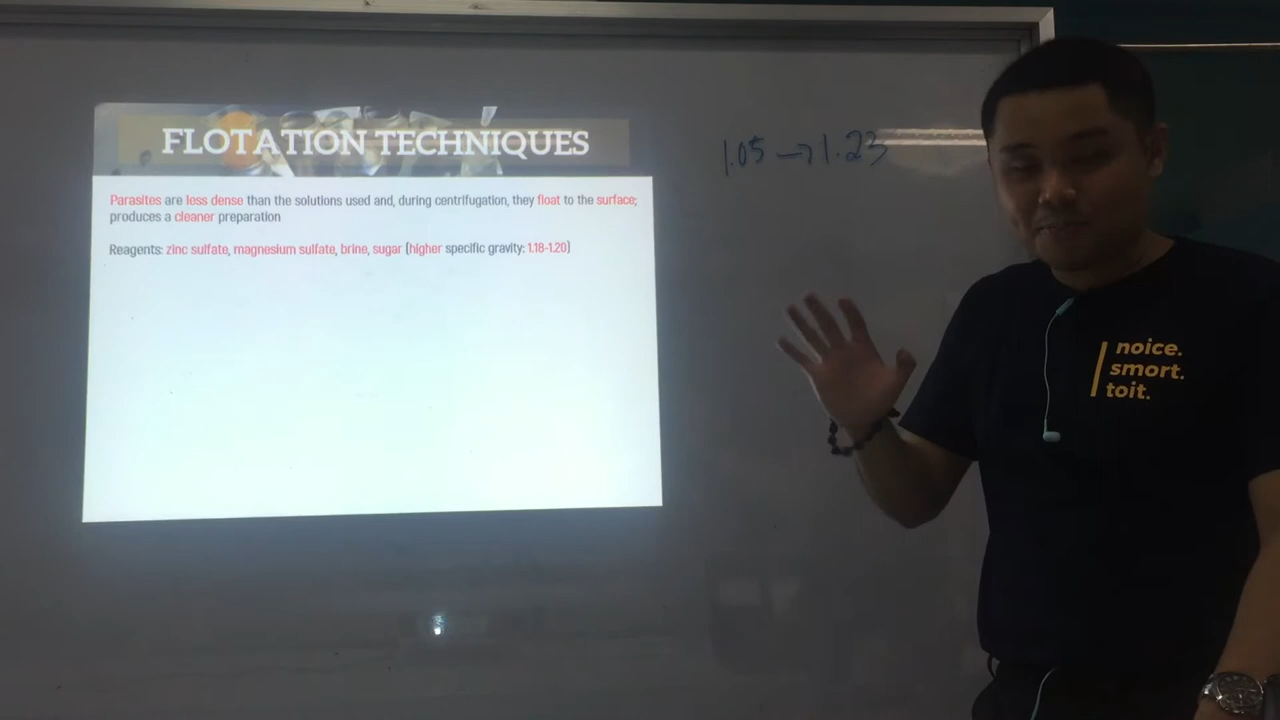 FLOTATION TECHNIQUES
Parasites are less dense than the solutions used and, during centrifugation, they float to the surface;
produces a cleaner preparation
Reagents: zinc sulfate, magnesium sulfate, brine, sugar (higher specific gravity: 1.18-1.20)
1.05 → 1.23
noice.
smort.
toit.